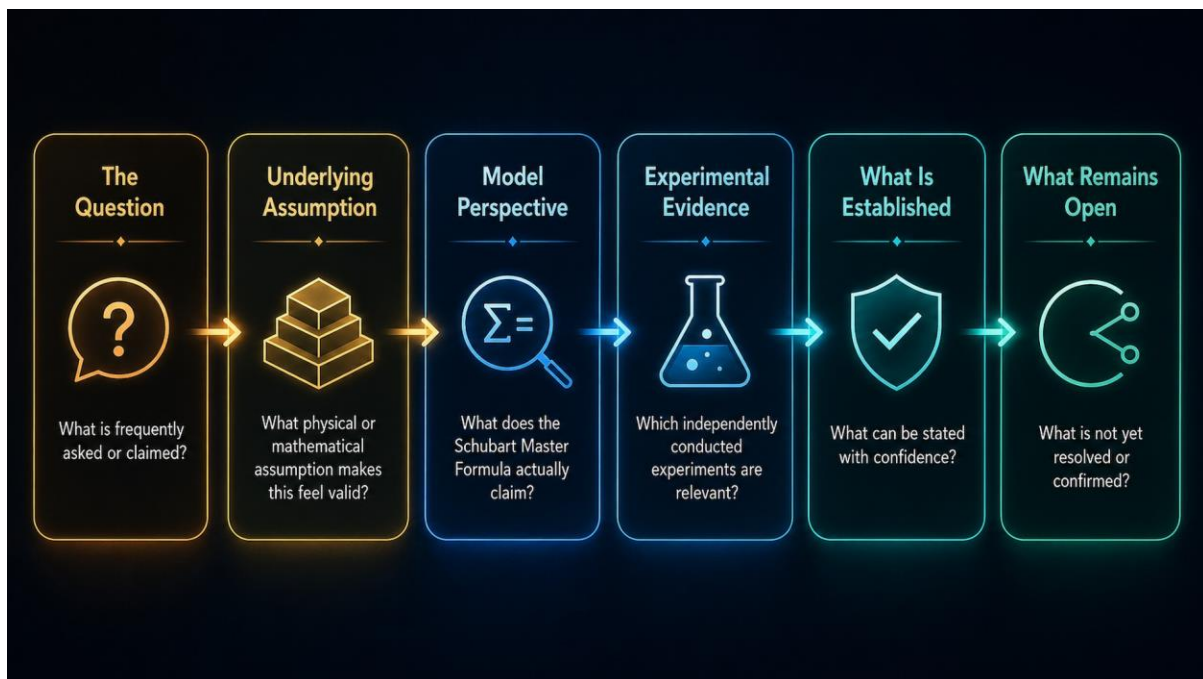 The
Question
?
What is frequently
asked or claimed?
Underlying
Assumption
What physical or
mathematical
assumption makes
this feel valid?
Model
Perspective
Σ=
What does the
Schubart Master
Formula actually
claim?
Experimental
Evidence
Which independently
conducted
experiments are
relevant?
What Is
Established
What can be stated
with confidence?
What Remains
Open
What is not yet
resolved or
confirmed?